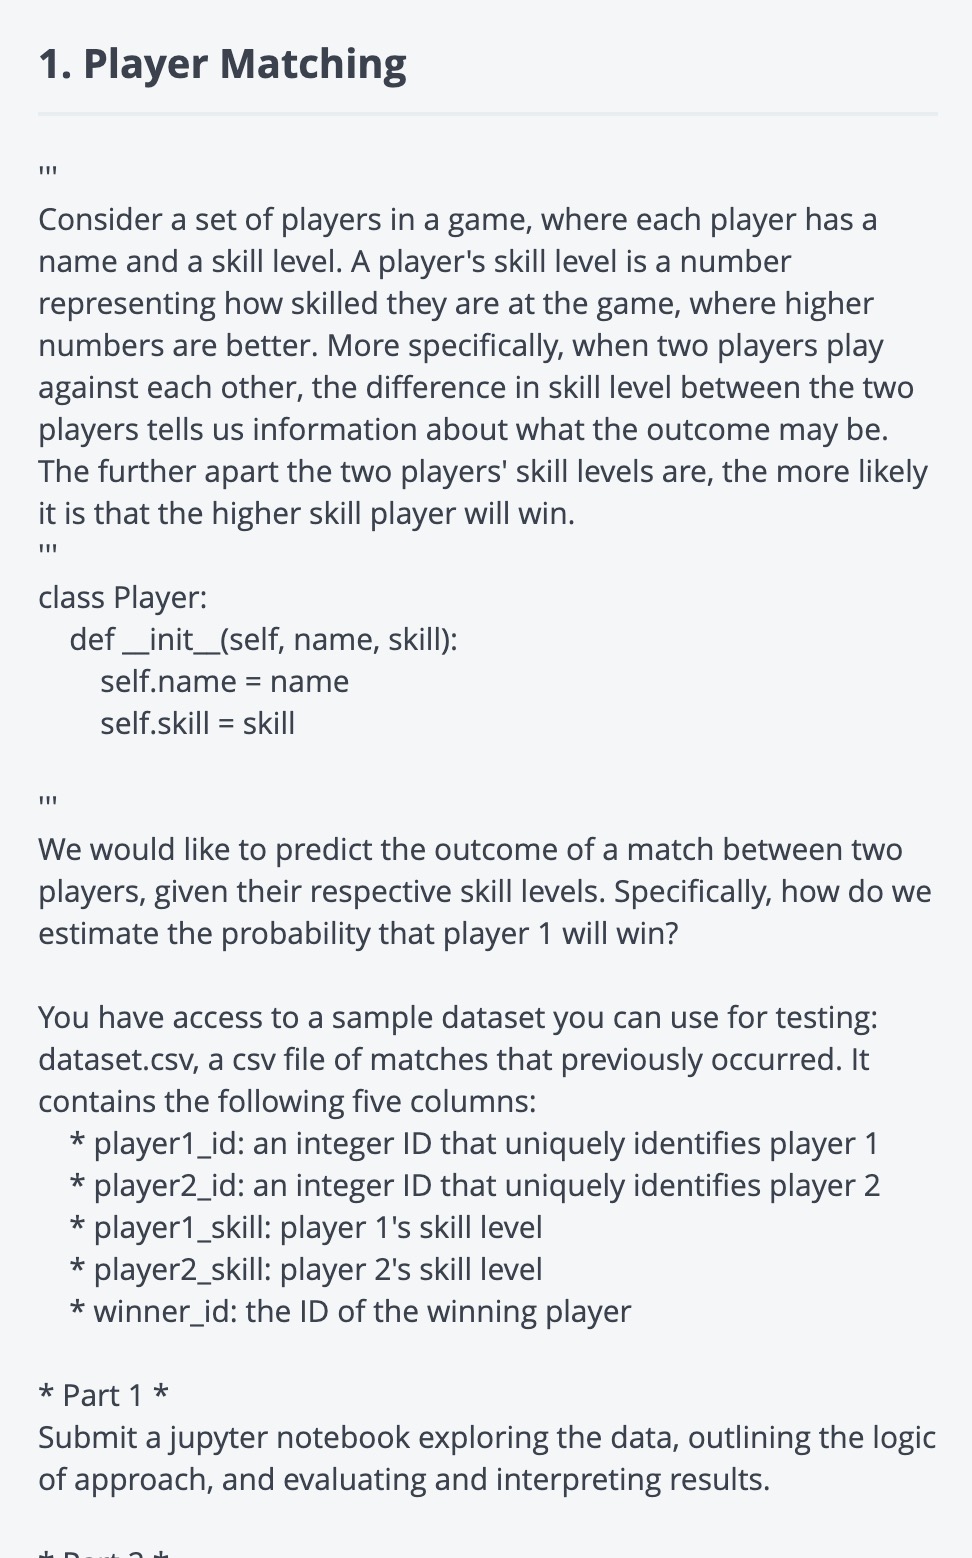 1. Player Matching
'''
Consider a set of players in a game, where each player has a
name and a skill level. A player's skill level is a number
representing how skilled they are at the game, where higher
numbers are better. More specifically, when two players play
against each other, the difference in skill level between the two
players tells us information about what the outcome may be.
The further apart the two players' skill levels are, the more likely
it is that the higher skill player will win.
'''
class Player:
    def __init__(self, name, skill):
        self.name = name
        self.skill = skill
'''
We would like to predict the outcome of a match between two
players, given their respective skill levels. Specifically, how do we
estimate the probability that player 1 will win?
You have access to a sample dataset you can use for testing:
dataset.csv, a csv file of matches that previously occurred. It
contains the following five columns:
    * player1_id: an integer ID that uniquely identifies player 1
    * player2_id: an integer ID that uniquely identifies player 2
    * player1_skill: player 1's skill level
    * player2_skill: player 2's skill level
    * winner_id: the ID of the winning player
* Part 1 *
Submit a jupyter notebook exploring the data, outlining the logic
of approach, and evaluating and interpreting results.
* Part 2 *